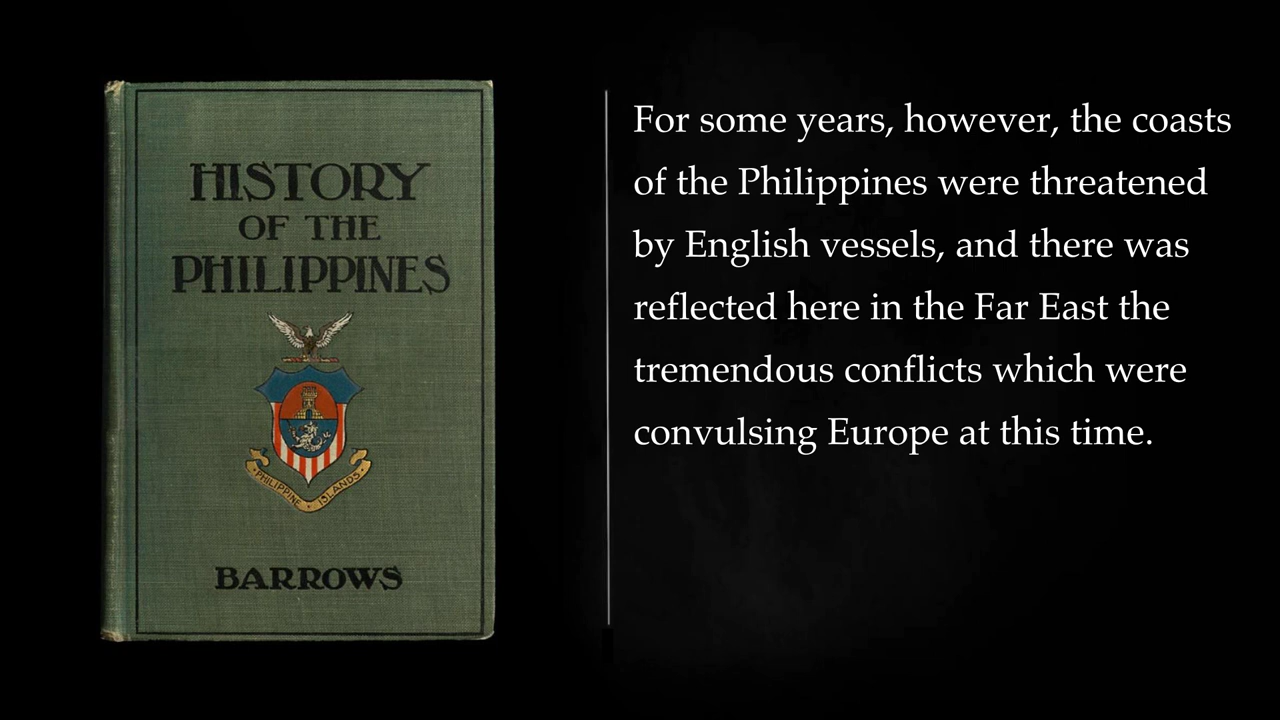 HISTORY
OF THE
PHILIPPINES
PHILIPPINE ISLANDS
BARROWS
For some years, however, the coasts
of the Philippines were threatened
by English vessels, and there was
reflected here in the Far East the
tremendous conflicts which were
convulsing Europe at this time.